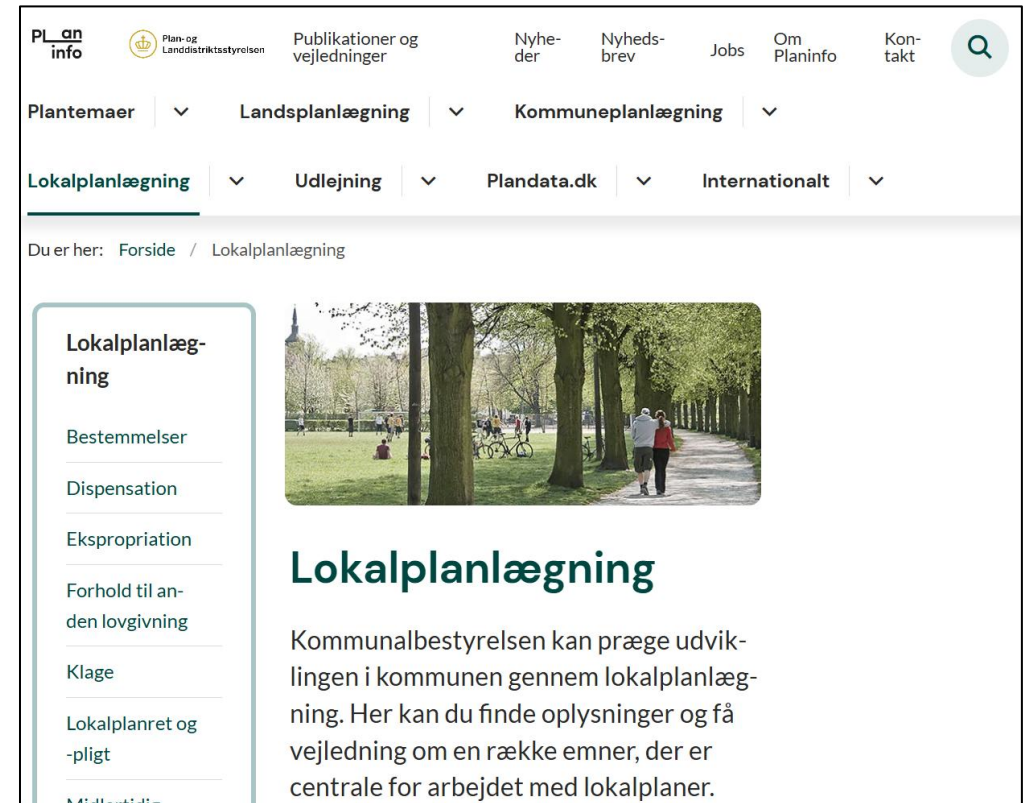 Pl__an
info
Plan- og
Landdistriktsstyrelsen
Publikationer og
vejledninger
Nyhe-
der
Nyheds-
brev
Jobs
Om
Planinfo
Kon-
takt
Plantemaer
Landsplanlægning
Kommuneplanlægning
Lokalplanlægning
Udlejning
Plandata.dk
Internationalt
Du er her: Forside / Lokalplanlægning
Lokalplanlæg-
ning
Bestemmelser
Dispensation
Ekspropriation
Forhold til an-
den lovgivning
Klage
Lokalplanret og
-pligt
Midlertidig
Lokalplanlægning
Kommunalbestyrelsen kan præge udvik-
lingen i kommunen gennem lokalplanlæg-
ning. Her kan du finde oplysninger og få
vejledning om en række emner, der er
centrale for arbejdet med lokalplaner.